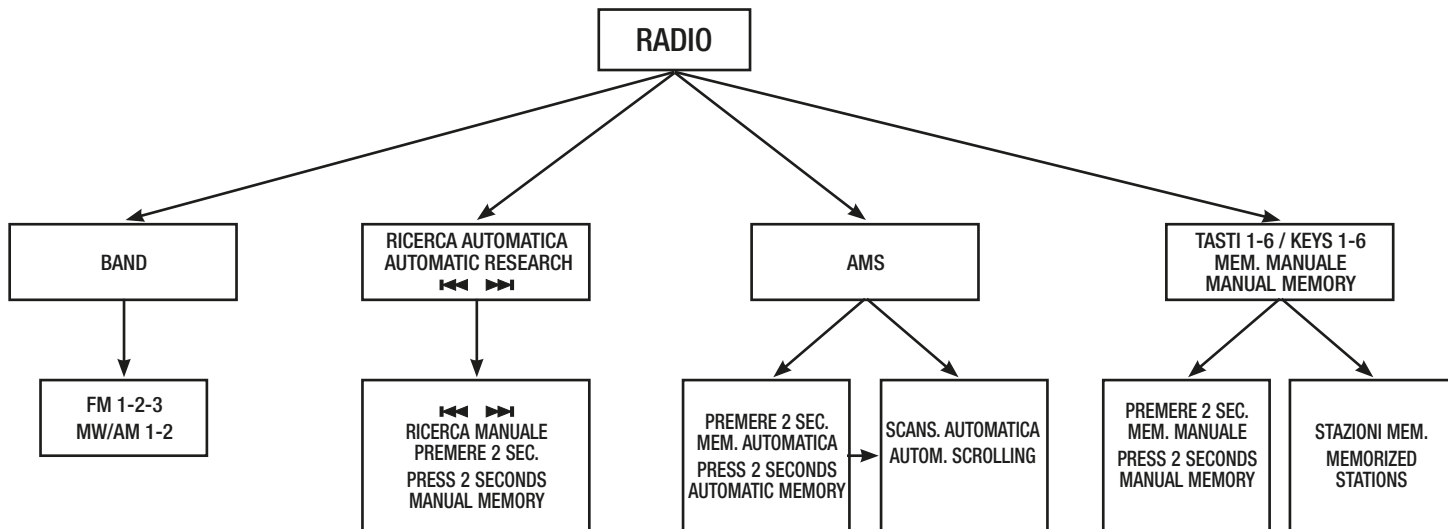 RADIO
BAND
RICERCA AUTOMATICA
AUTOMATIC RESEARCH
AMS
TASTI 1-6 / KEYS 1-6
MEM. MANUALE
MANUAL MEMORY
FM 1-2-3
MW/AM 1-2
RICERCA MANUALE
PREMERE 2 SEC.
PRESS 2 SECONDS
MANUAL MEMORY
PREMERE 2 SEC.
MEM. AUTOMATICA
PRESS 2 SECONDS
AUTOMATIC MEMORY
SCANS. AUTOMATICA
AUTOM. SCROLLING
PREMERE 2 SEC.
MEM. MANUALE
PRESS 2 SECONDS
MANUAL MEMORY
STAZIONI MEM.
MEMORIZED
STATIONS